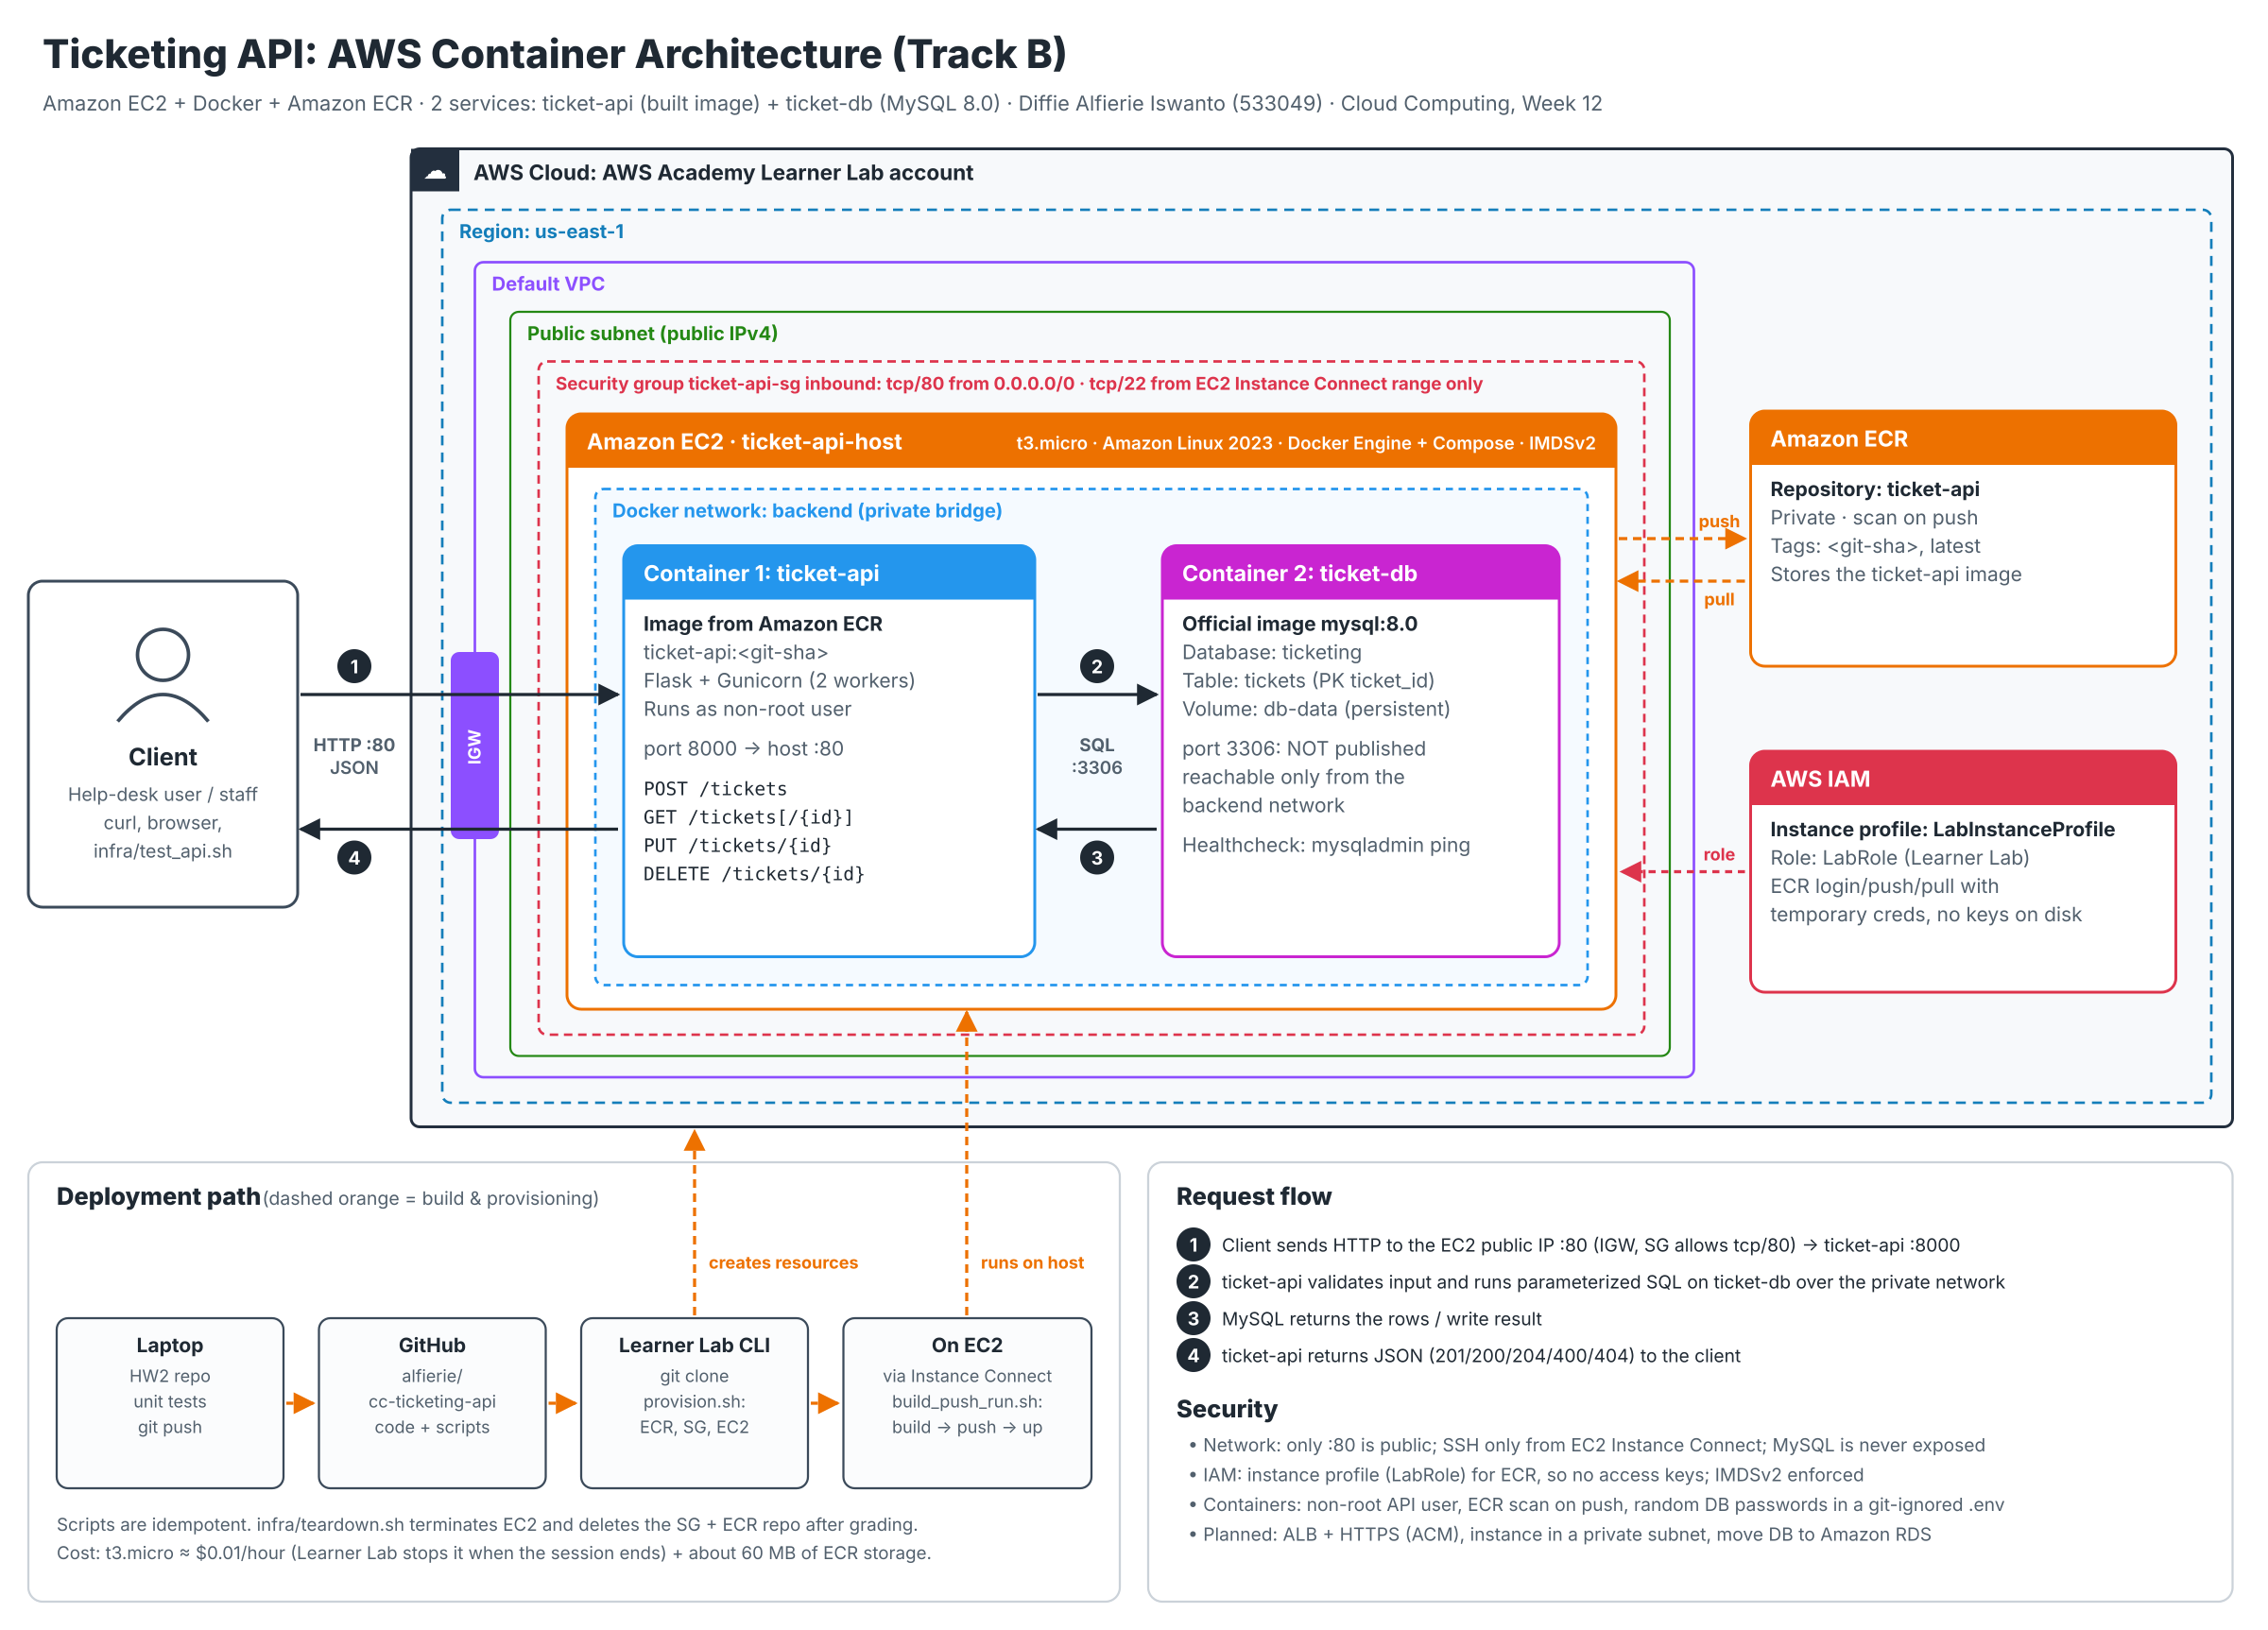 Ticketing API: AWS Container Architecture (Track B)
Amazon EC2 + Docker + Amazon ECR · 2 services: ticket-api (built image) + ticket-db (MySQL 8.0) · Diffie Alfierie Iswanto (533049) · Cloud Computing, Week 12
AWS Cloud: AWS Academy Learner Lab account
Region: us-east-1
Default VPC
Public subnet (public IPv4)
Security group ticket-api-sg inbound: tcp/80 from 0.0.0.0/0 · tcp/22 from EC2 Instance Connect range only
Amazon EC2 · ticket-api-host
t3.micro · Amazon Linux 2023 · Docker Engine + Compose · IMDSv2
Docker network: backend (private bridge)
Client
Help-desk user / staff
curl, browser,
infra/test_api.sh
1
HTTP :80
JSON
4
IGW
Container 1: ticket-api
Image from Amazon ECR
ticket-api:<git-sha>
Flask + Gunicorn (2 workers)
Runs as non-root user
port 8000 → host :80
POST /tickets
GET /tickets[/{id}]
PUT /tickets/{id}
DELETE /tickets/{id}
2
SQL
:3306
3
Container 2: ticket-db
Official image mysql:8.0
Database: ticketing
Table: tickets (PK ticket_id)
Volume: db-data (persistent)
port 3306: NOT published
reachable only from the
backend network
Healthcheck: mysqladmin ping
push
pull
role
Amazon ECR
Repository: ticket-api
Private · scan on push
Tags: <git-sha>, latest
Stores the ticket-api image
AWS IAM
Instance profile: LabInstanceProfile
Role: LabRole (Learner Lab)
ECR login/push/pull with
temporary creds, no keys on disk
Deployment path (dashed orange = build & provisioning)
creates resources
runs on host
Laptop
HW2 repo
unit tests
git push
GitHub
alfierie/
cc-ticketing-api
code + scripts
Learner Lab CLI
git clone
provision.sh:
ECR, SG, EC2
On EC2
via Instance Connect
build_push_run.sh:
build → push → up
Scripts are idempotent. infra/teardown.sh terminates EC2 and deletes the SG + ECR repo after grading.
Cost: t3.micro ≈ $0.01/hour (Learner Lab stops it when the session ends) + about 60 MB of ECR storage.
Request flow
1 Client sends HTTP to the EC2 public IP :80 (IGW, SG allows tcp/80) → ticket-api :8000
2 ticket-api validates input and runs parameterized SQL on ticket-db over the private network
3 MySQL returns the rows / write result
4 ticket-api returns JSON (201/200/204/400/404) to the client
Security
• Network: only :80 is public; SSH only from EC2 Instance Connect; MySQL is never exposed
• IAM: instance profile (LabRole) for ECR, so no access keys; IMDSv2 enforced
• Containers: non-root API user, ECR scan on push, random DB passwords in a git-ignored .env
• Planned: ALB + HTTPS (ACM), instance in a private subnet, move DB to Amazon RDS